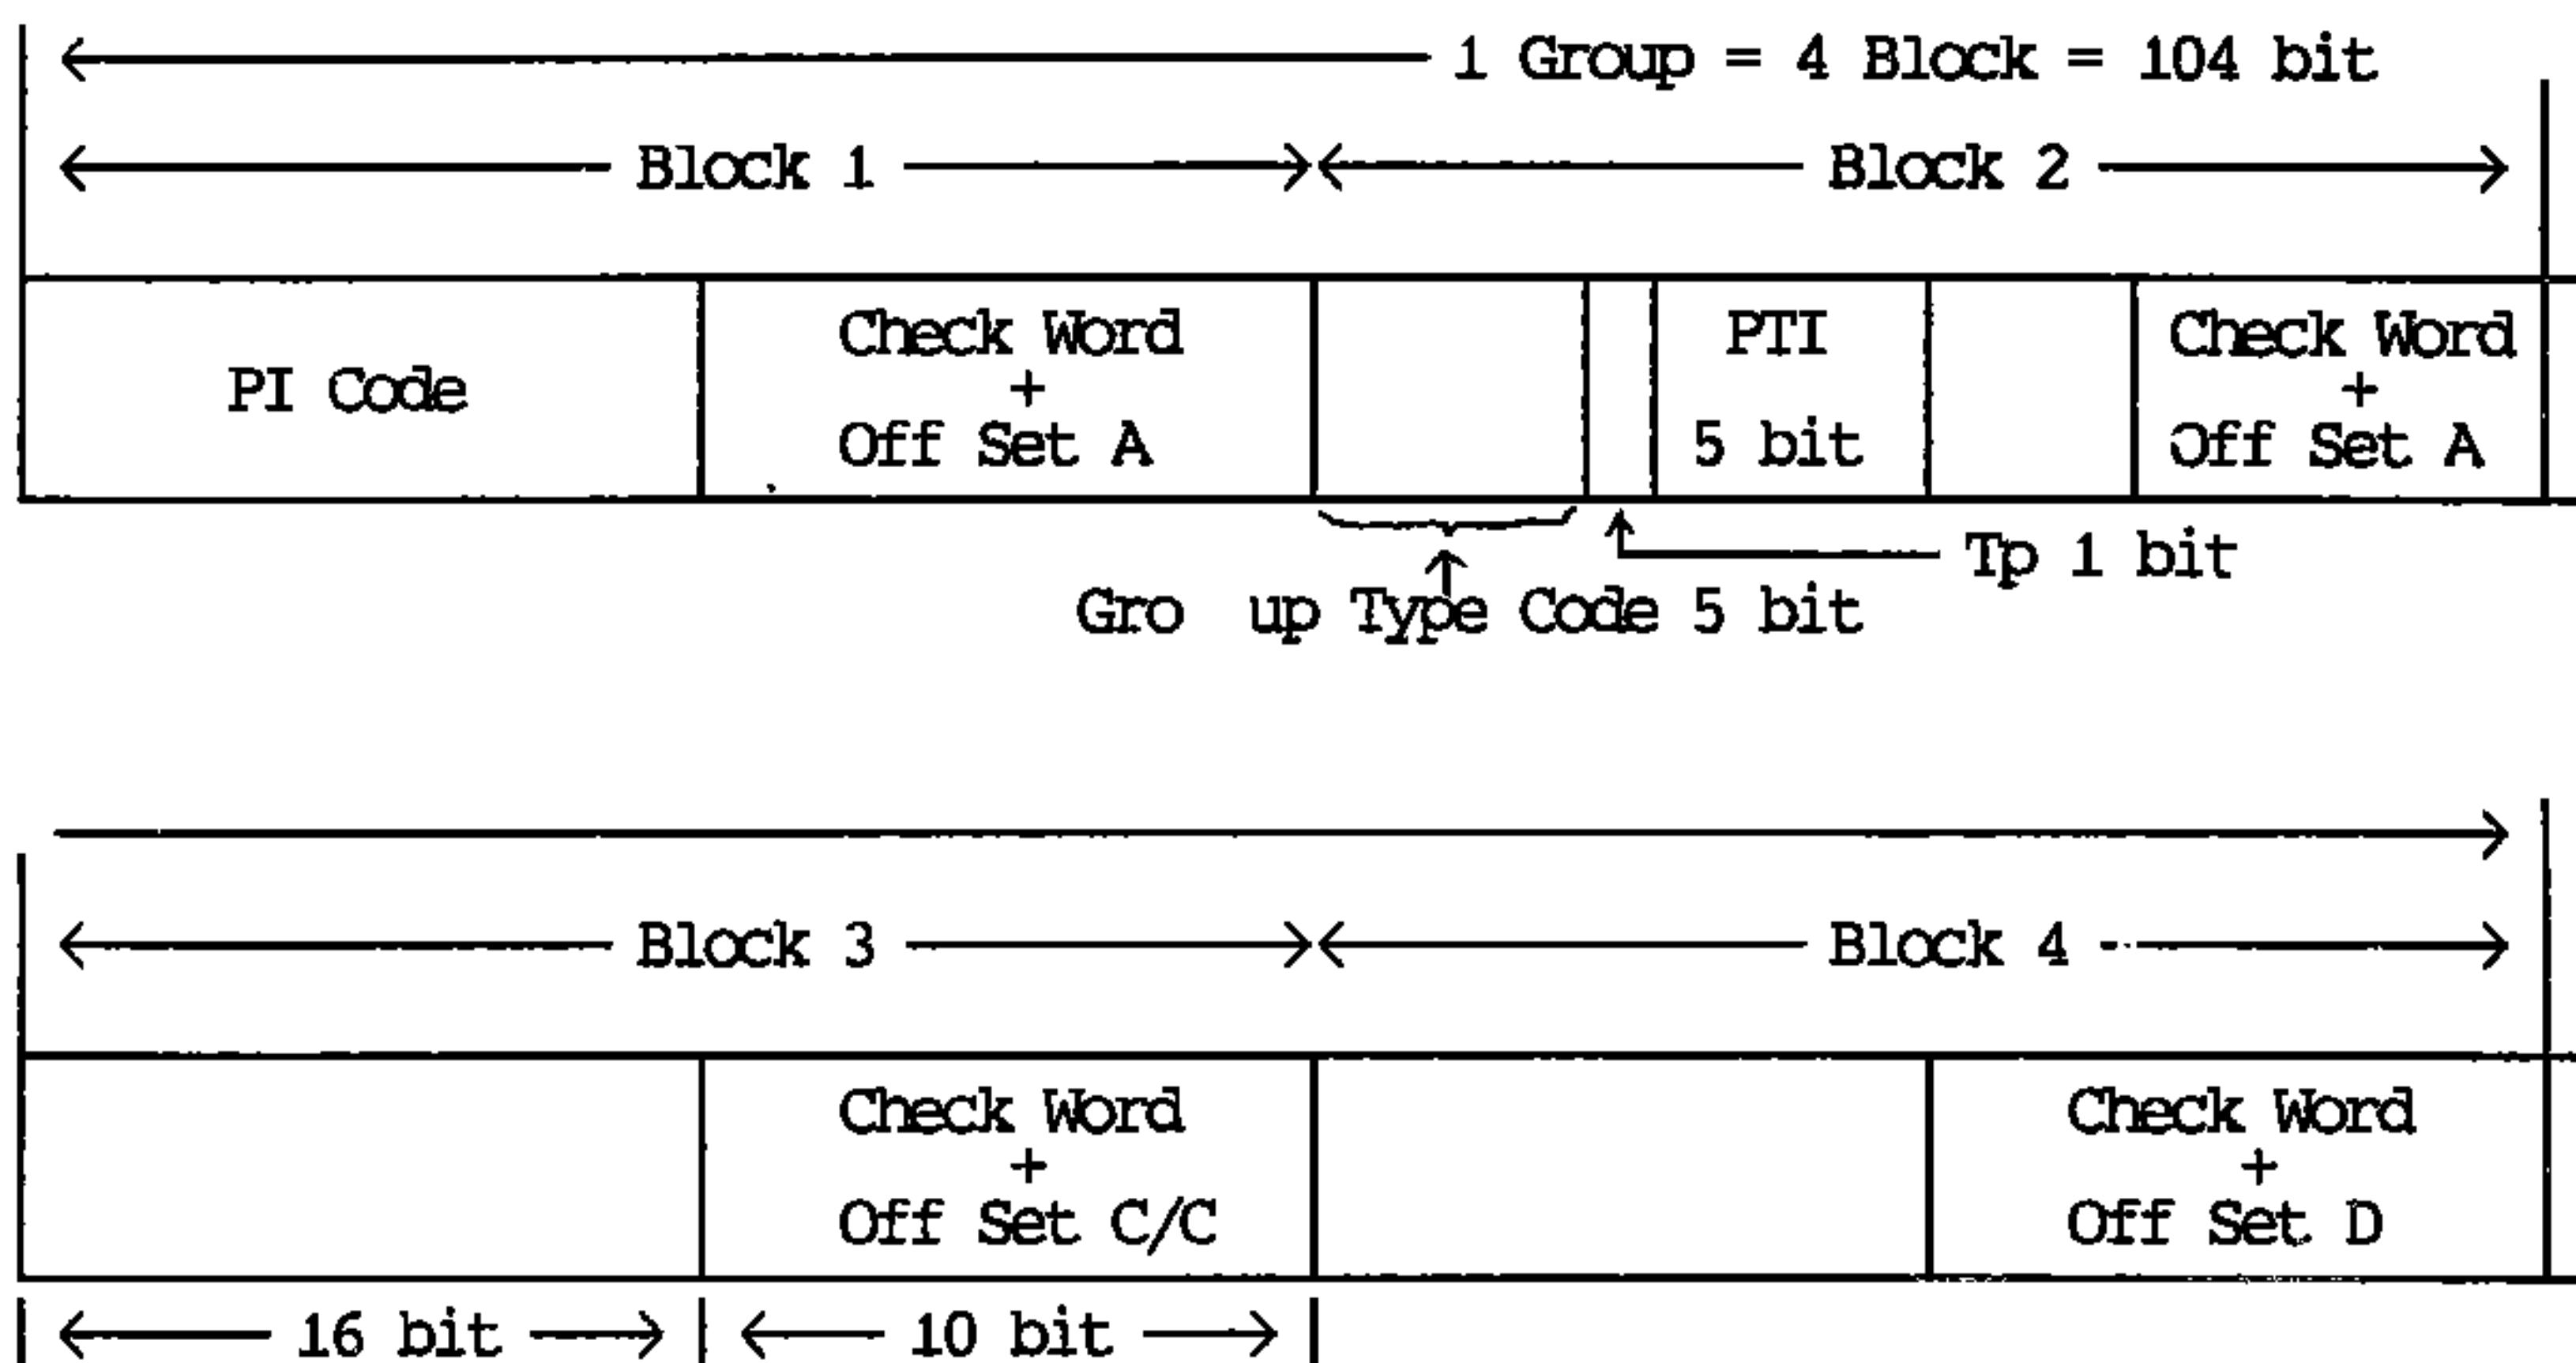 1 Group = 4 Block = 104 bit
Block 1
Block 2
PI Code
Check Word
+
Off Set A
PTI
5 bit
Check Word
+
Off Set A
Tp 1 bit
Gro up Type Code 5 bit
Block 3
Block 4
Check Word
+
Off Set C/C
Check Word
+
Off Set D
16 bit
10 bit